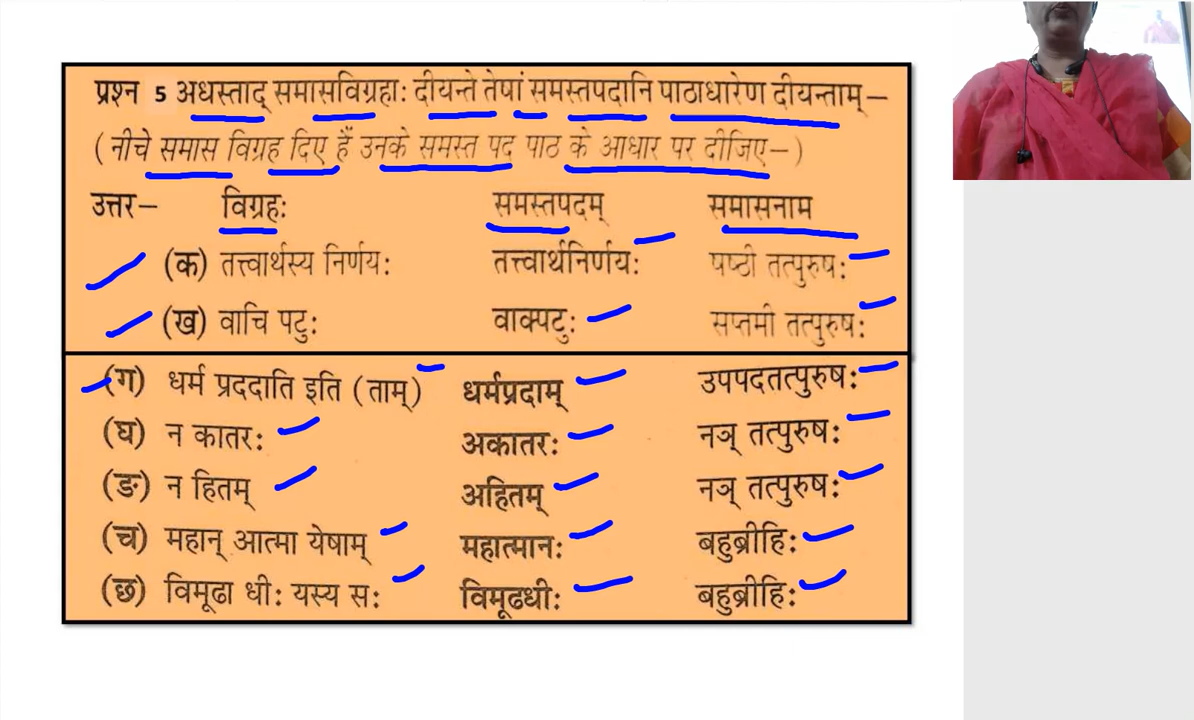 प्रश्न 5 अधस्ताद् समासविग्रहाः दीयन्ते तेषां समस्तपदानि पाठाधारेण दीयन्ताम्–
(नीचे समास विग्रह दिए हैं उनके समस्त पद पाठ के आधार पर दीजिए–)
उत्तर– विग्रहः समस्तपदम् समासनाम
(क) तत्त्वार्थस्य निर्णयः तत्त्वार्थनिर्णयः षष्ठी तत्पुरुषः
(ख) वाचि पटुः वाक्पटुः सप्तमी तत्पुरुषः
(ग) धर्म प्रददाति इति (ताम्) धर्मप्रदाम् उपपदतत्पुरुषः
(घ) न कातरः अकातरः नञ् तत्पुरुषः
(ङ) न हितम् अहितम् नञ् तत्पुरुषः
(च) महान् आत्मा येषाम् महात्मानः बहुब्रीहिः
(छ) विमूढा धीः यस्य सः विमूढधीः बहुब्रीहिः